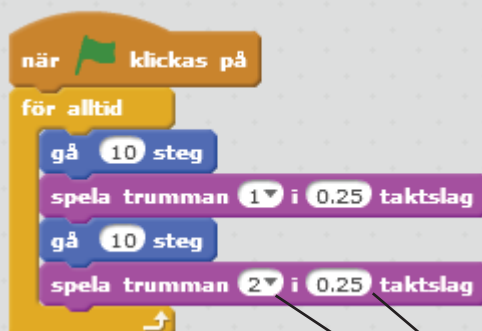 när klickas på
för alltid
gå 10 steg
spela trumman 1 i 0.25 taktslag
gå 10 steg
spela trumman 2 i 0.25 taktslag